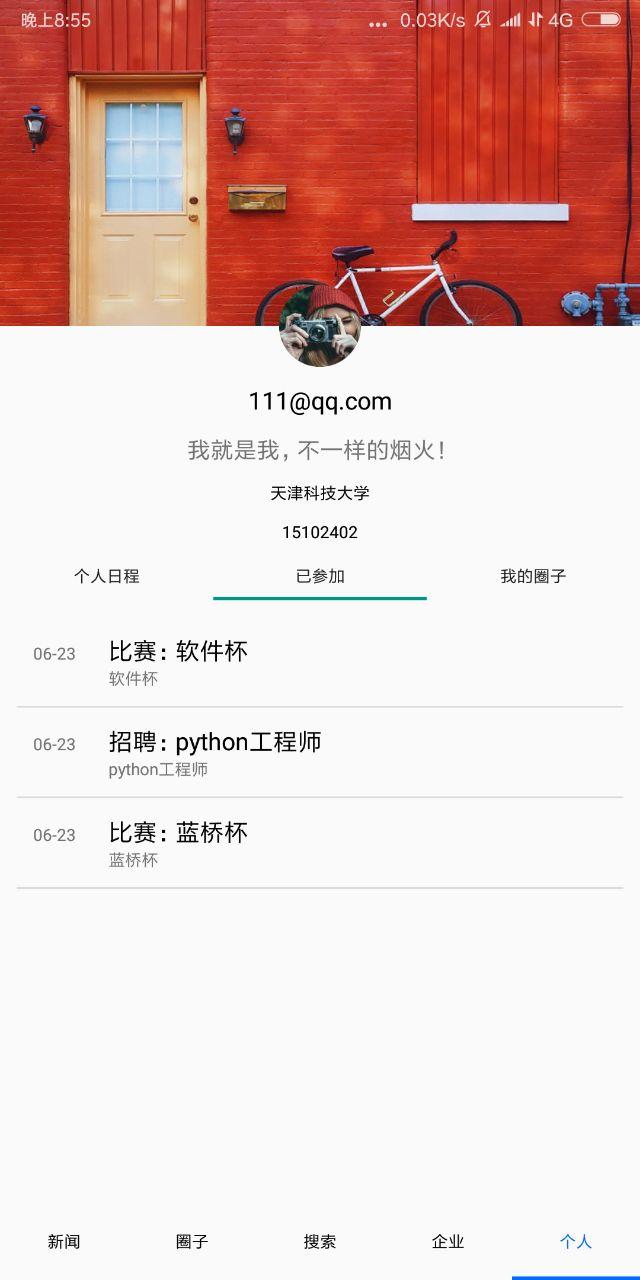 晚上8:55 ... 0.03K/s 4G
111@qq.com
我就是我，不一样的烟火！
天津科技大学
15102402
个人日程 已参加 我的圈子
06-23 比赛：软件杯
软件杯
06-23 招聘：python工程师
python工程师
06-23 比赛：蓝桥杯
蓝桥杯
新闻 圈子 搜索 企业 个人